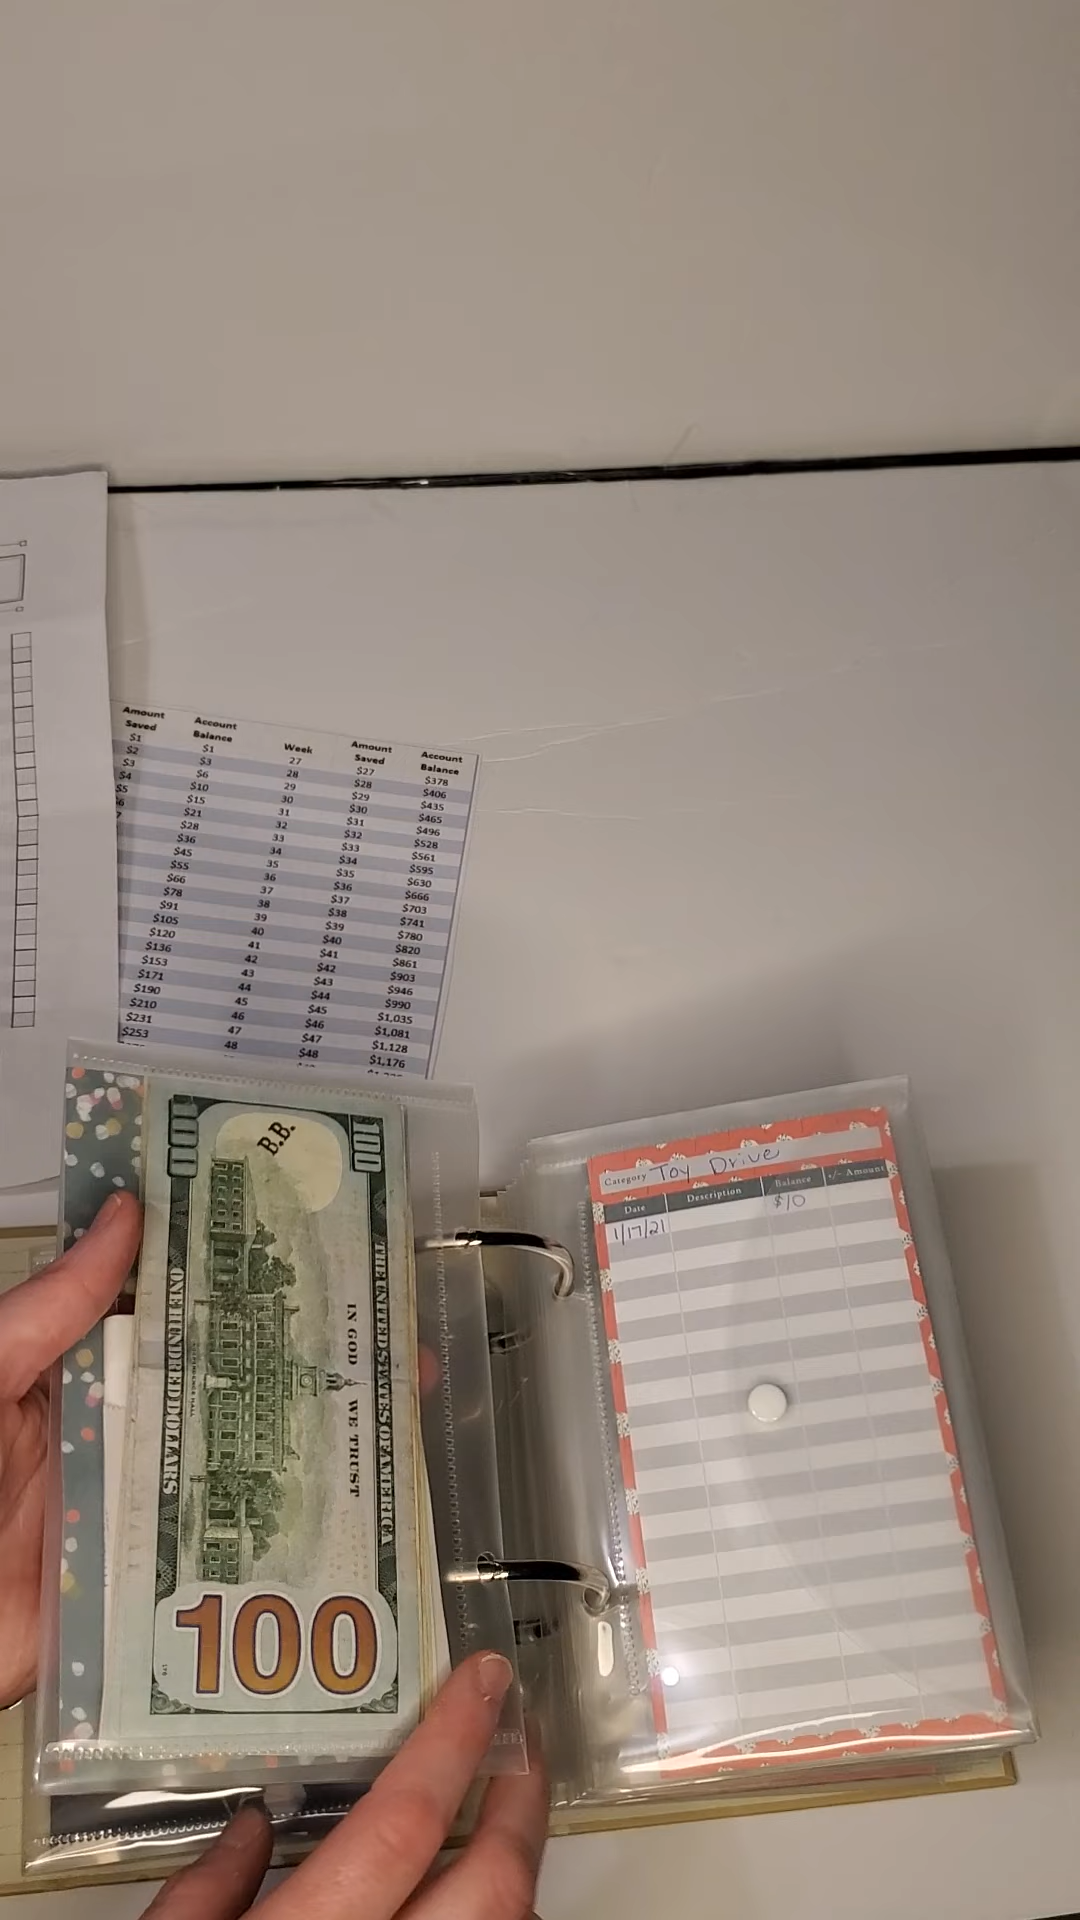 Amount Saved Account Balance Week Amount Saved Account Balance
$1 $1 27 $27 $378
$2 $3 28 $28 $406
$3 $6 29 $29 $435
$4 $10 30 $30 $465
$5 $15 31 $31 $496
$21 32 $32 $528
$28 33 $33 $561
$36 34 $34 $595
$45 35 $35 $630
$55 36 $36 $666
$66 37 $37 $703
$78 38 $38 $741
$91 39 $39 $780
$105 40 $40 $820
$120 41 $41 $861
$136 42 $42 $903
$153 43 $43 $946
$171 44 $44 $990
$190 45 $45 $1,035
$210 46 $46 $1,081
$231 47 $47 $1,128
$253 48 $48 $1,176
100
100
B.B.
THE UNITED STATES OF AMERICA
IN GOD WE TRUST
INDEPENDENCE HALL
ONE HUNDRED DOLLARS
100
Category Toy Drive
Date Description Balance +/- Amount
1/17/21 $10